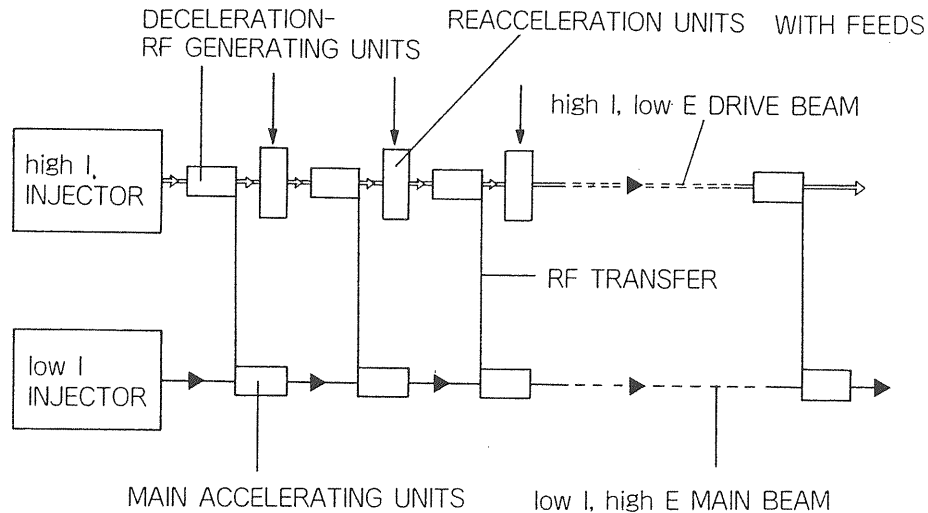 DECELERATION-
RF GENERATING UNITS
REACCELERATION UNITS WITH FEEDS
high I, low E DRIVE BEAM
high I,
INJECTOR
RF TRANSFER
low I
INJECTOR
MAIN ACCELERATING UNITS
low I, high E MAIN BEAM